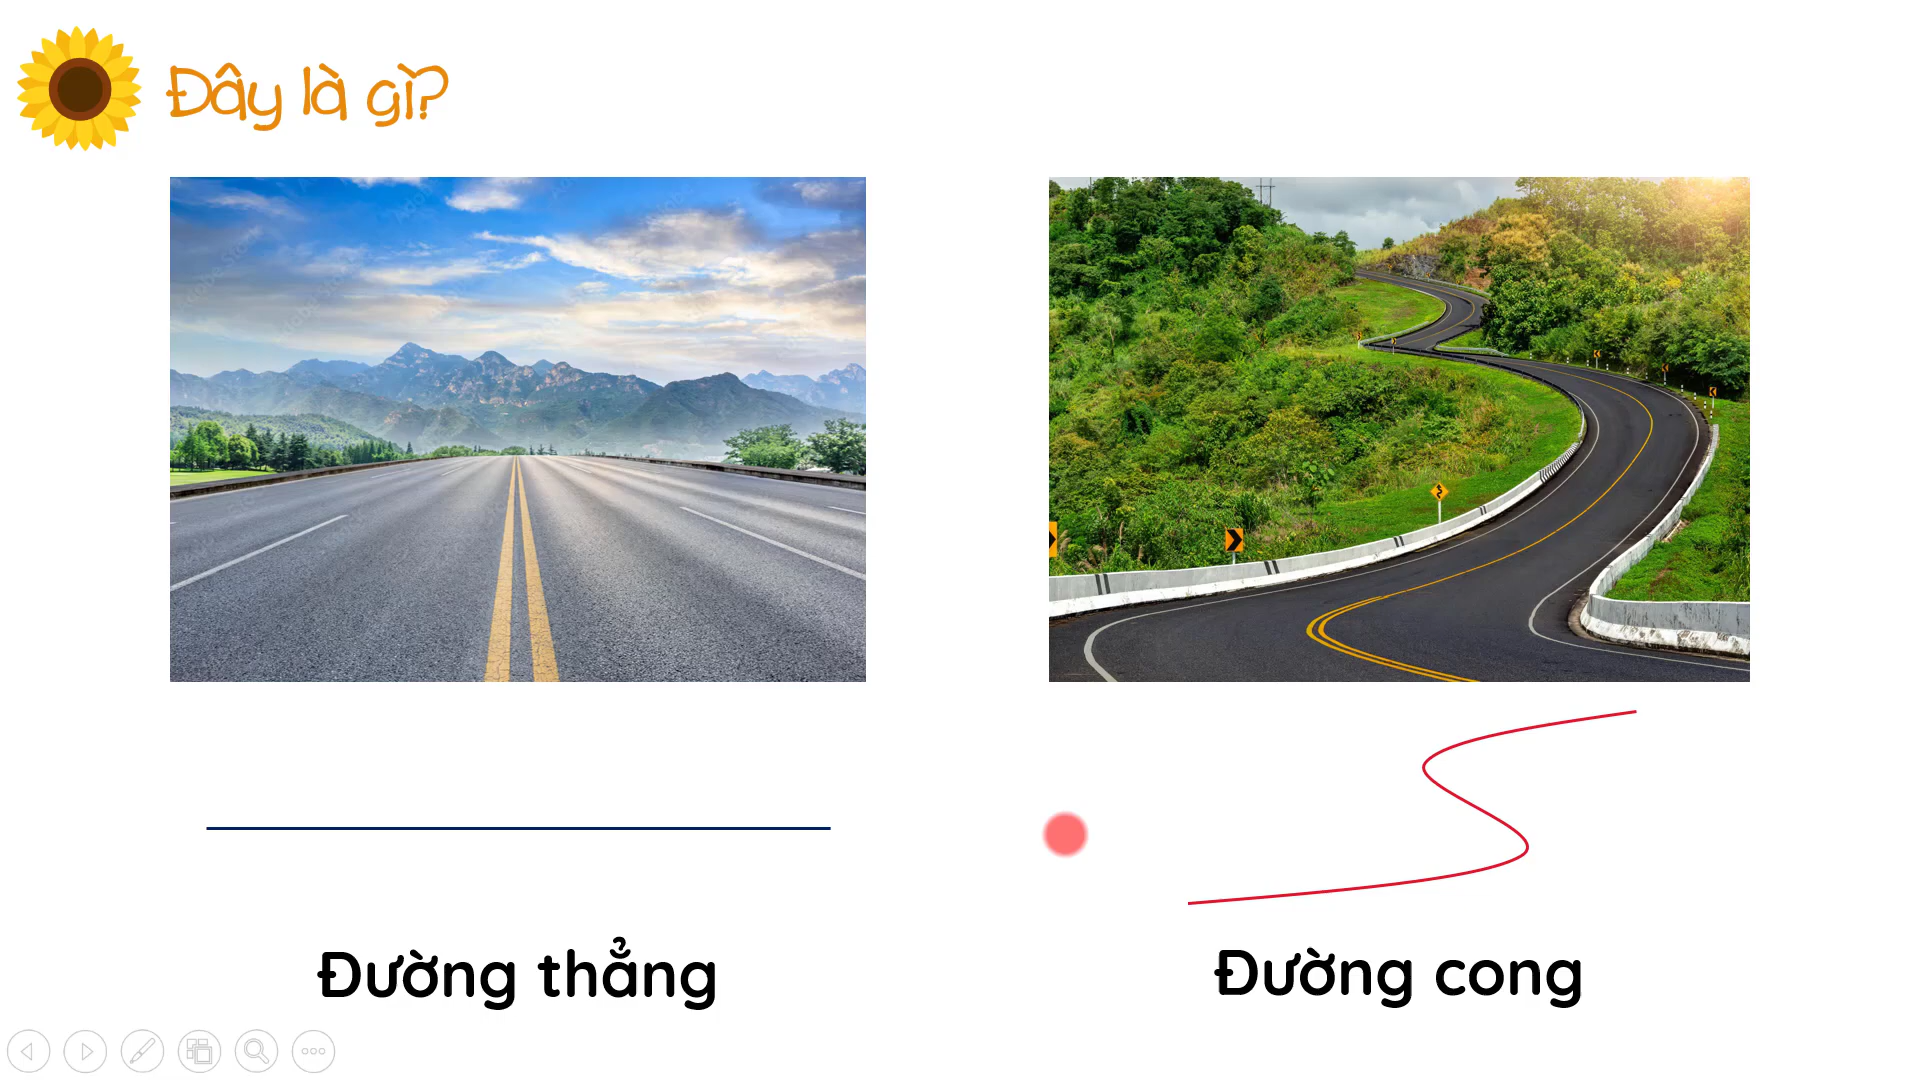 Đây là gì?
Đường thẳng
Đường cong